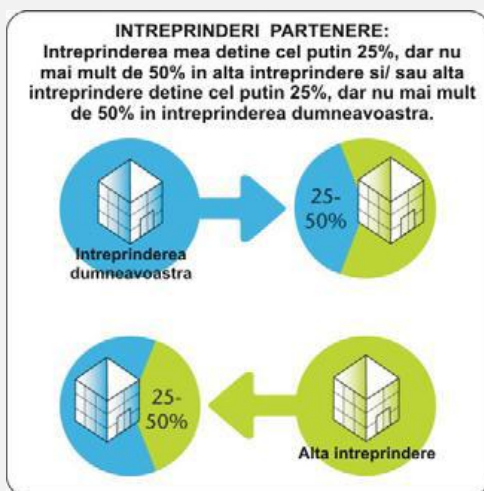 INTREPRINDERI PARTENERE:
Intreprinderea mea detine cel putin 25%, dar nu
mai mult de 50% in alta intreprindere si/ sau alta
intreprindere detine cel putin 25%, dar nu mai mult
de 50% in intreprinderea dumneavoastra.
25-
50%
Intreprinderea
dumneavoastra
25-
50%
Alta intreprindere